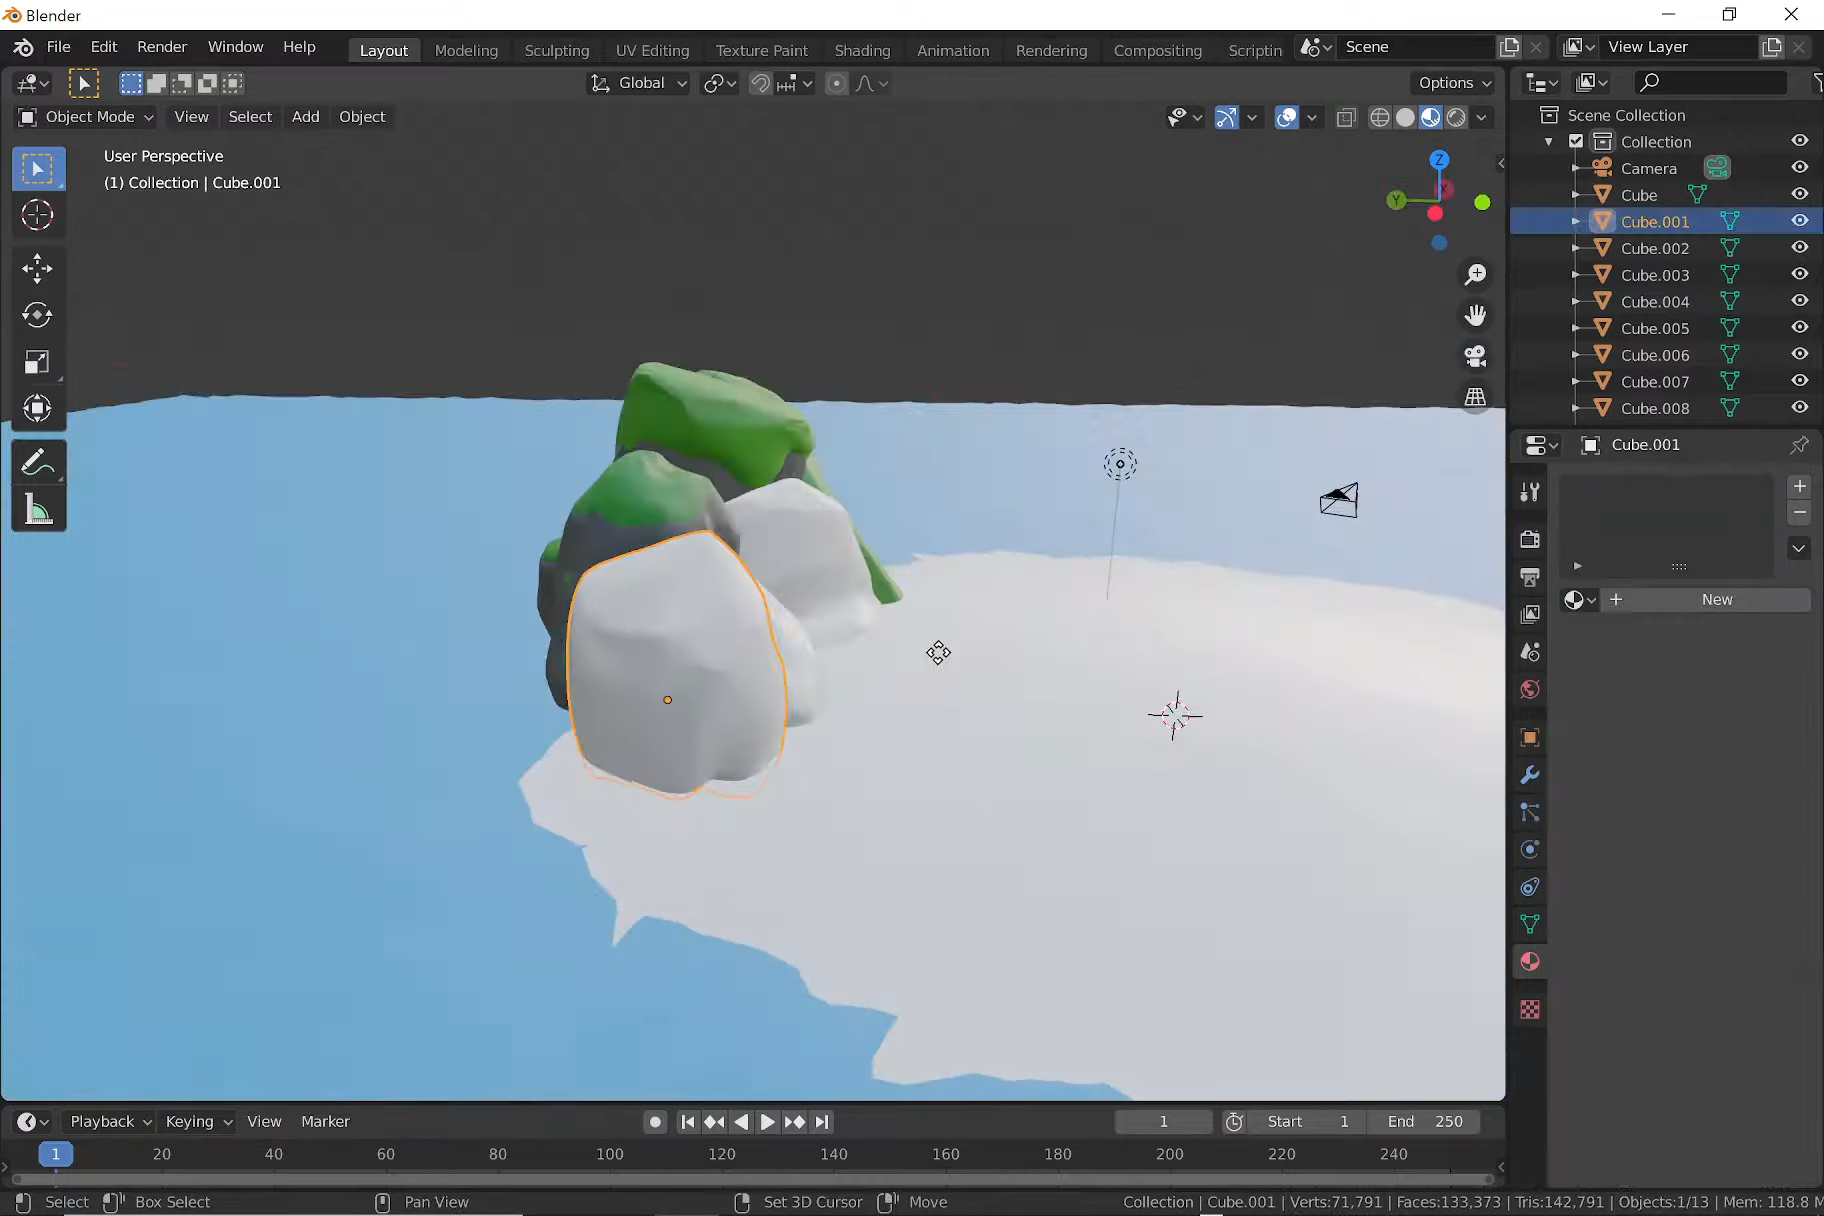 Blender
File Edit Render Window Help Layout Modeling Sculpting UV Editing Texture Paint Shading Animation Rendering Compositing Scriptin Scene View Layer
Global Options
Object Mode View Select Add Object
User Perspective
(1) Collection | Cube.001
Z
X
Y
Scene Collection
Collection
Camera
Cube
Cube.001
Cube.002
Cube.003
Cube.004
Cube.005
Cube.006
Cube.007
Cube.008
Cube.001
New
Playback Keying View Marker 1 Start 1 End 250
1 20 40 60 80 100 120 140 160 180 200 220 240
Select Box Select Pan View Set 3D Cursor Move Collection | Cube.001 | Verts:71,791 | Faces:133,373 | Tris:142,791 | Objects:1/13 | Mem: 118.8 M